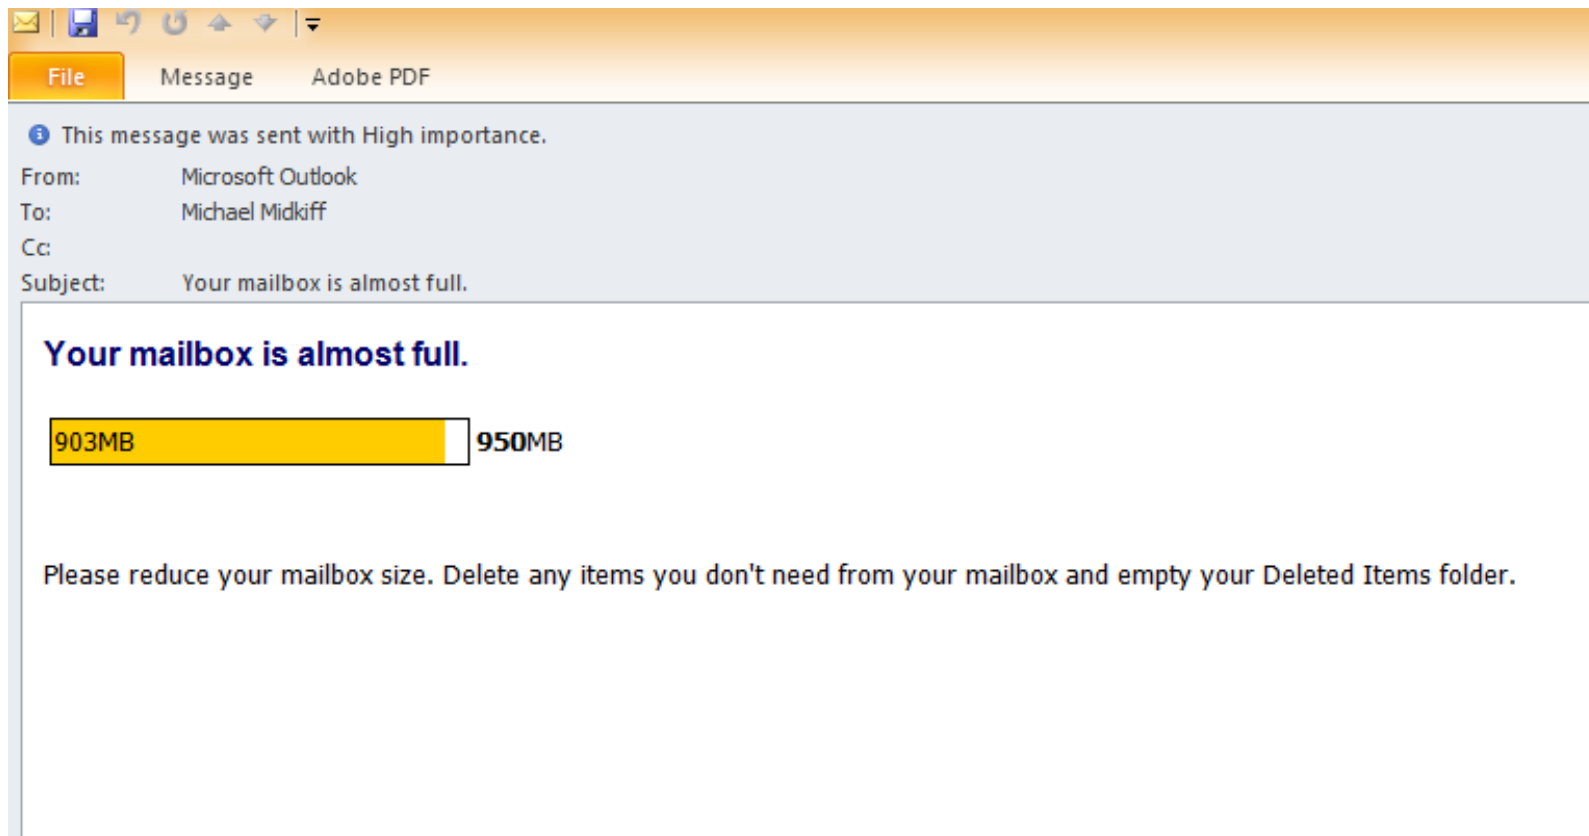 File Message Adobe PDF
This message was sent with High importance.
From: Microsoft Outlook
To: Michael Midkiff
Cc:
Subject: Your mailbox is almost full.
Your mailbox is almost full.
903MB 950MB
Please reduce your mailbox size. Delete any items you don't need from your mailbox and empty your Deleted Items folder.